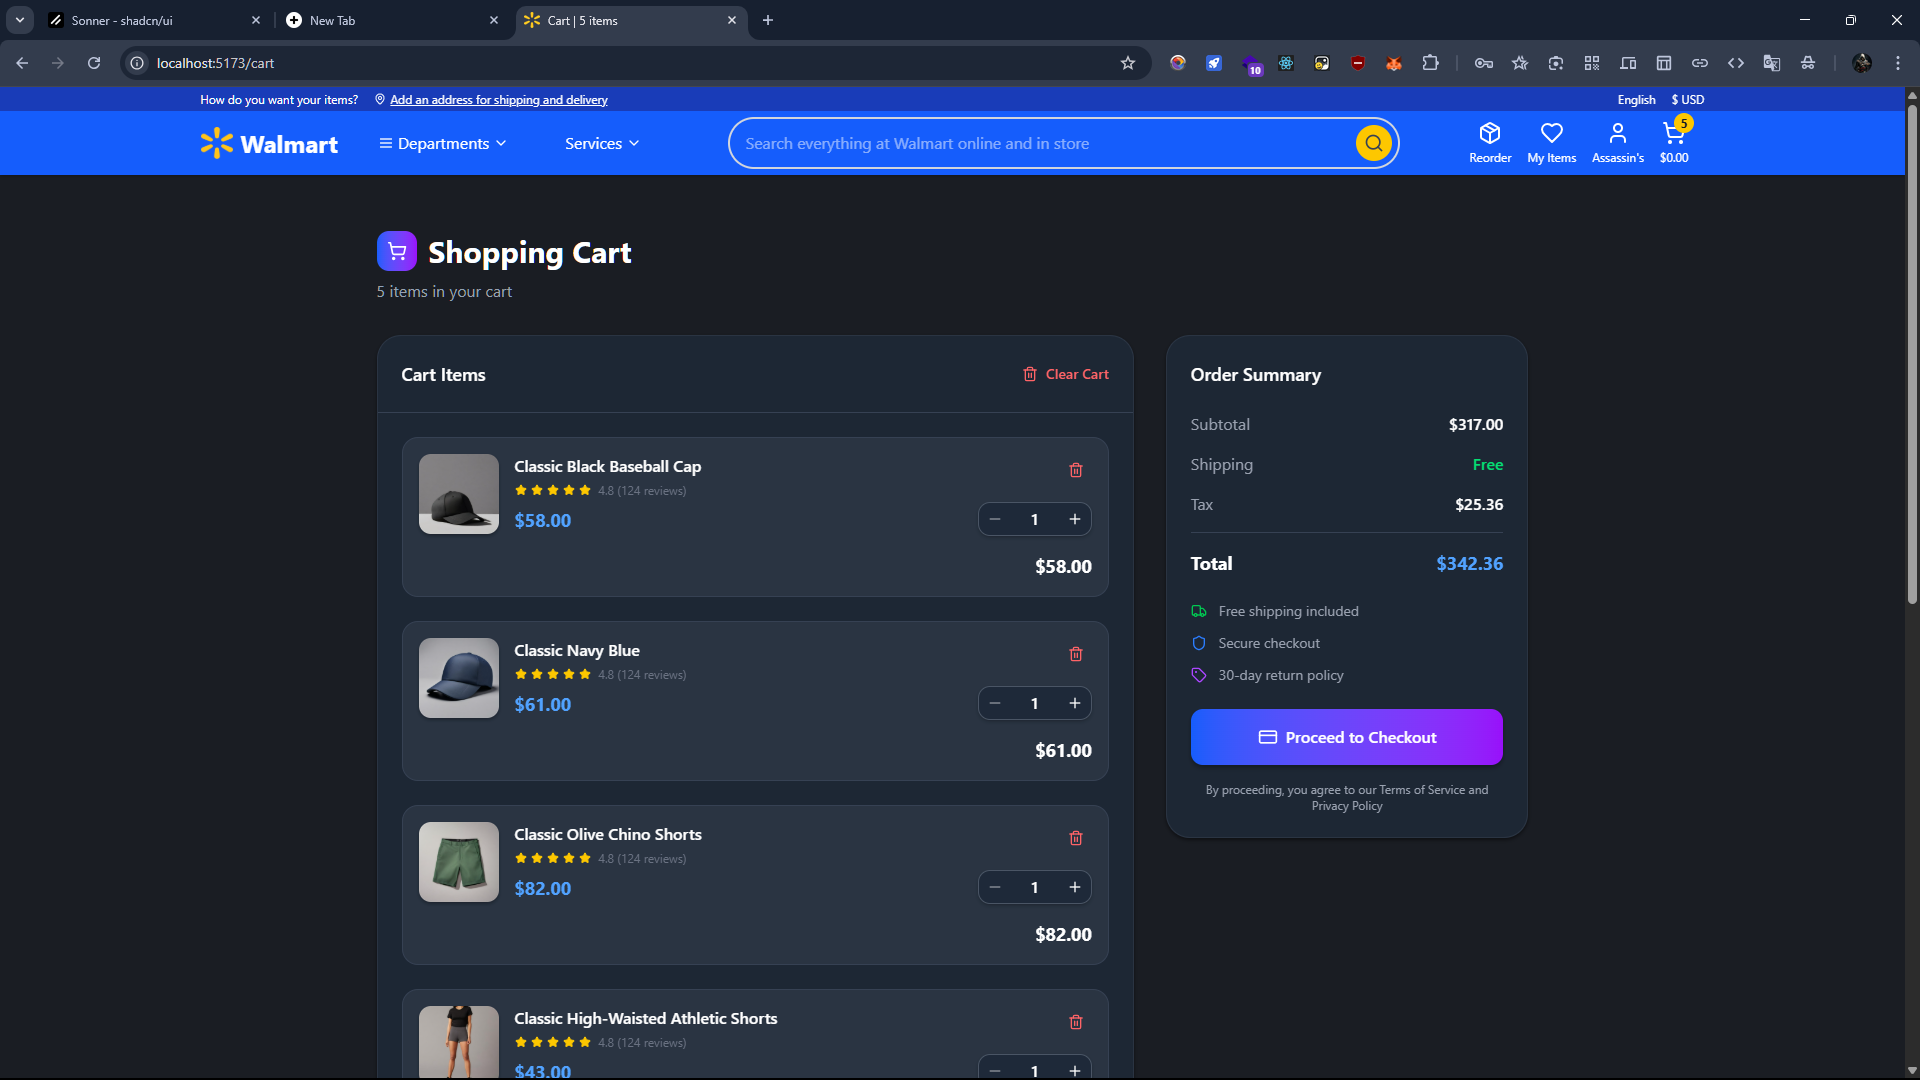 Sonner - shadcn/ui
New Tab
Cart | 5 items
localhost:5173/cart
10
How do you want your items?
Add an address for shipping and delivery
English
$ USD
Walmart
Departments
Services
Search everything at Walmart online and in store
Reorder
My Items
Assassin's
5
$0.00
Shopping Cart
5 items in your cart
Cart Items
Clear Cart
Classic Black Baseball Cap
4.8 (124 reviews)
$58.00
1
$58.00
Classic Navy Blue
4.8 (124 reviews)
$61.00
1
$61.00
Classic Olive Chino Shorts
4.8 (124 reviews)
$82.00
1
$82.00
Classic High-Waisted Athletic Shorts
4.8 (124 reviews)
$43.00
1
Order Summary
Subtotal $317.00
Shipping Free
Tax $25.36
Total $342.36
Free shipping included
Secure checkout
30-day return policy
Proceed to Checkout
By proceeding, you agree to our Terms of Service and
Privacy Policy